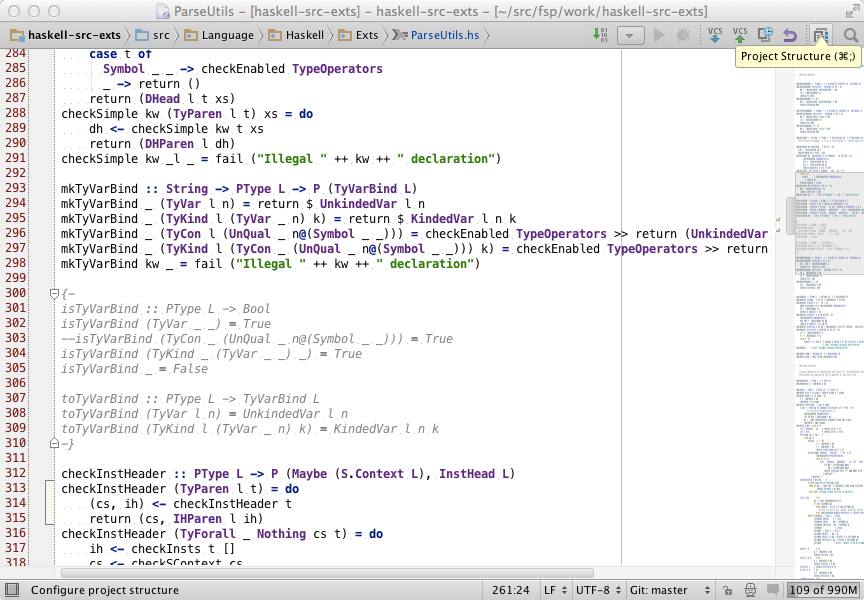 ParseUtils - [haskell-src-exts] - haskell-src-exts - [~/src/fsp/work/haskell-src-exts]
haskell-src-exts src Language Haskell Exts ParseUtils.hs VCS VCS
Project Structure (⌘;)
284 case t of
285 Symbol _ _ -> checkEnabled TypeOperators
286 _ -> return ()
287 return (DHead l t xs)
288 checkSimple kw (TyParen l t) xs = do
289 dh <- checkSimple kw t xs
290 return (DHParen l dh)
291 checkSimple kw _l _ = fail ("Illegal " ++ kw ++ " declaration")
292
293 mkTyVarBind :: String -> PType L -> P (TyVarBind L)
294 mkTyVarBind _ (TyVar l n) = return $ UnkindedVar l n
295 mkTyVarBind _ (TyKind l (TyVar _ n) k) = return $ KindedVar l n k
296 mkTyVarBind _ (TyCon l (UnQual _ n@(Symbol _ _))) = checkEnabled TypeOperators >> return (UnkindedVar
297 mkTyVarBind _ (TyKind l (TyCon _ (UnQual _ n@(Symbol _ _))) k) = checkEnabled TypeOperators >> return
298 mkTyVarBind kw _ = fail ("Illegal " ++ kw ++ " declaration")
299
300 {-
301 isTyVarBind :: PType L -> Bool
302 isTyVarBind (TyVar _ _) = True
303 --isTyVarBind (TyCon _ (UnQual _ n@(Symbol _ _))) = True
304 isTyVarBind (TyKind _ (TyVar _ _) _) = True
305 isTyVarBind _ = False
306
307 toTyVarBind :: PType L -> TyVarBind L
308 toTyVarBind (TyVar l n) = UnkindedVar l n
309 toTyVarBind (TyKind l (TyVar _ n) k) = KindedVar l n k
310 -}
311
312 checkInstHeader :: PType L -> P (Maybe (S.Context L), InstHead L)
313 checkInstHeader (TyParen l t) = do
314 (cs, ih) <- checkInstHeader t
315 return (cs, IHParen l ih)
316 checkInstHeader (TyForall _ Nothing cs t) = do
317 ih <- checkInsts t []
318 cs <- checkSContext cs
Configure project structure 261:24 LF UTF-8 Git: master 109 of 990M